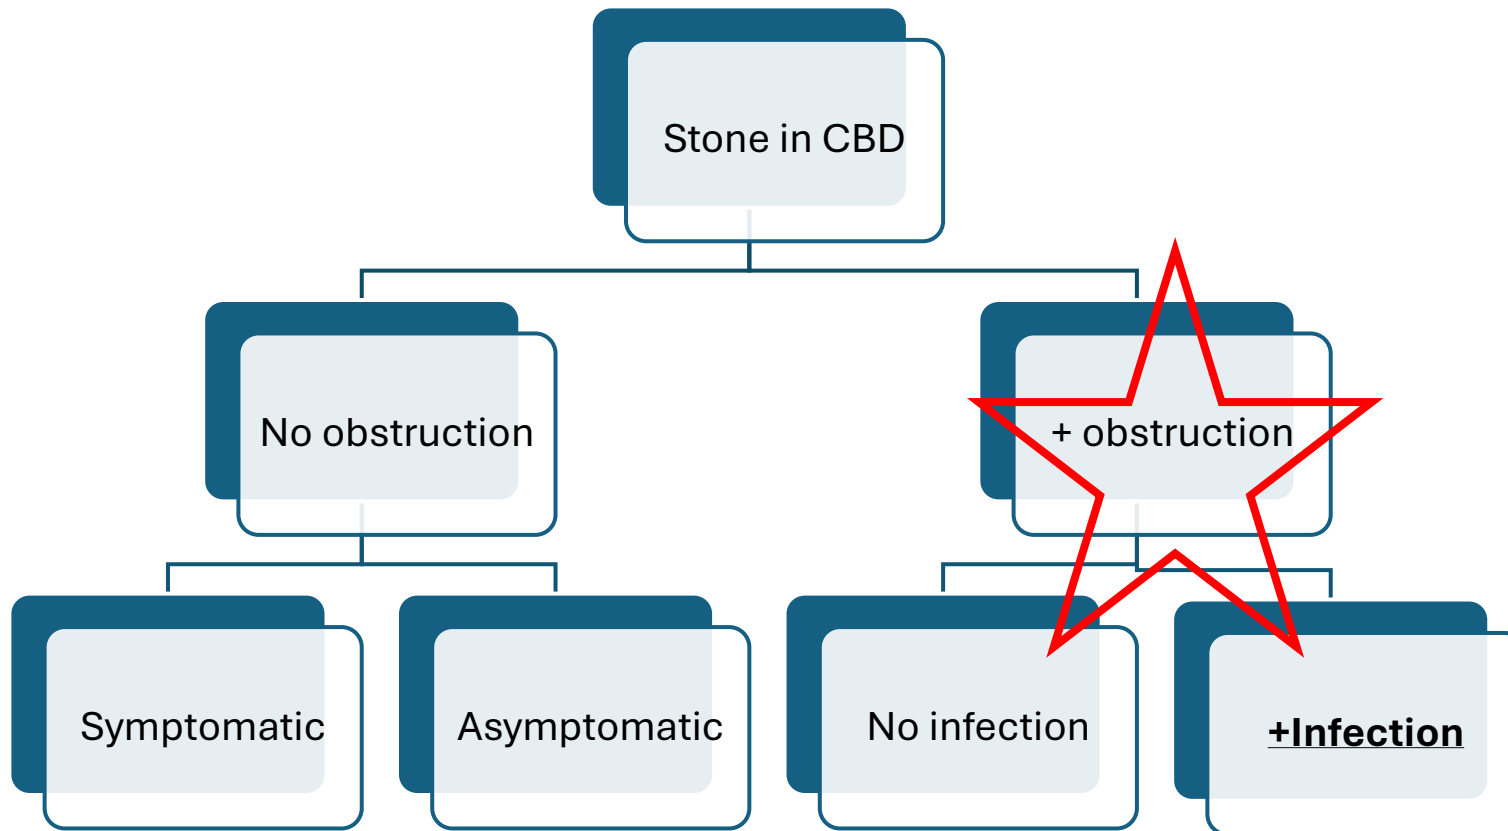 Stone in CBD
No obstruction
+ obstruction
Symptomatic
Asymptomatic
No infection
+Infection